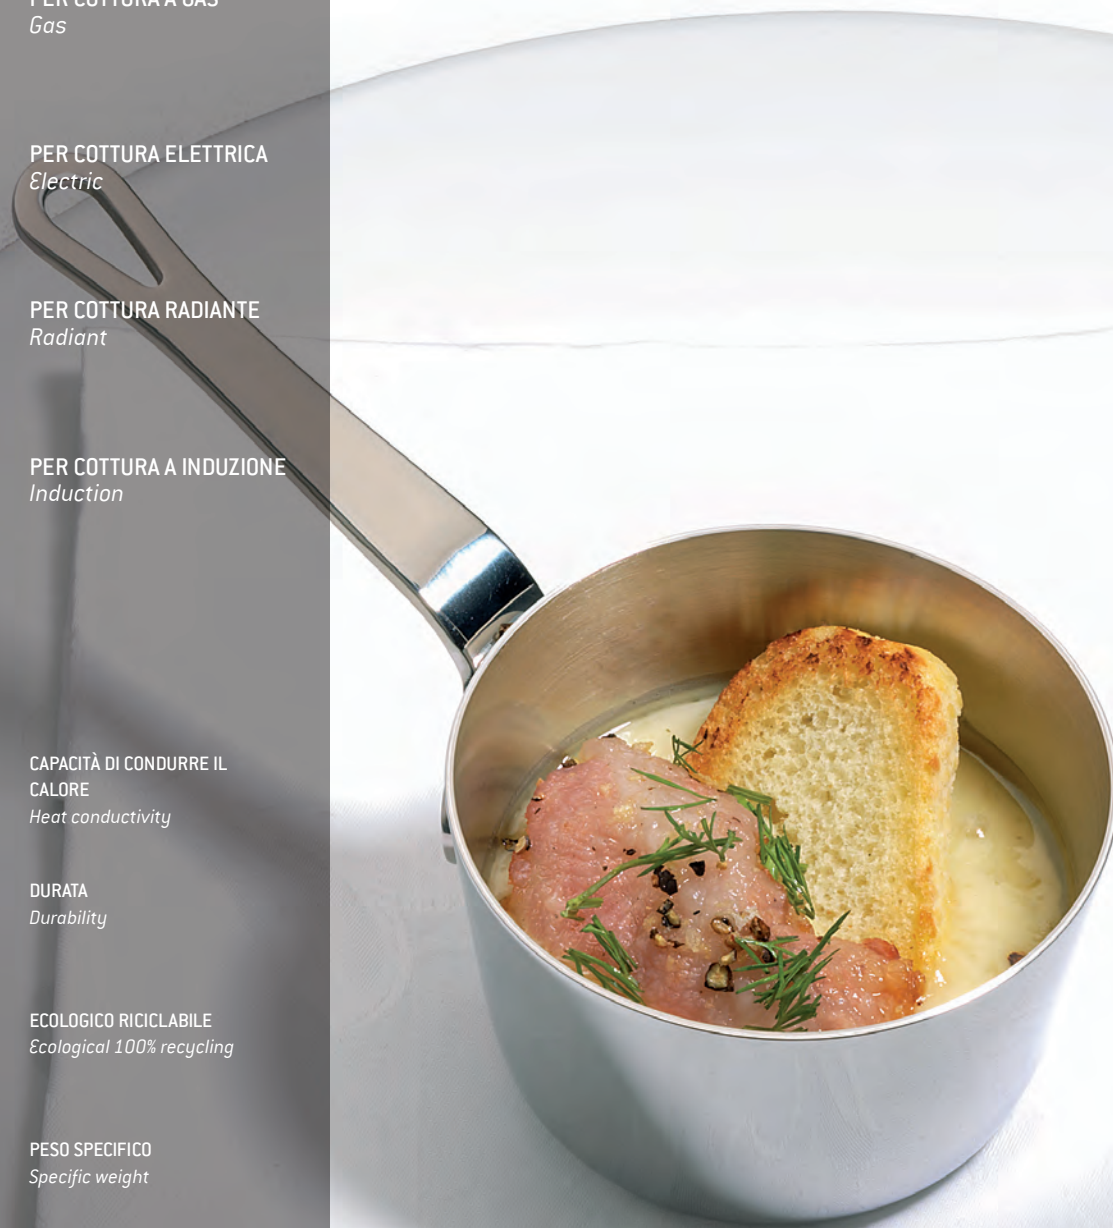 PER COTTURA A GAS
Gas
PER COTTURA ELETTRICA
Electric
PER COTTURA RADIANTE
Radiant
PER COTTURA A INDUZIONE
Induction
CAPACITÀ DI CONDURRE IL
CALORE
Heat conductivity
DURATA
Durability
ECOLOGICO RICICLABILE
Ecological 100% recycling
PESO SPECIFICO
Specific weight